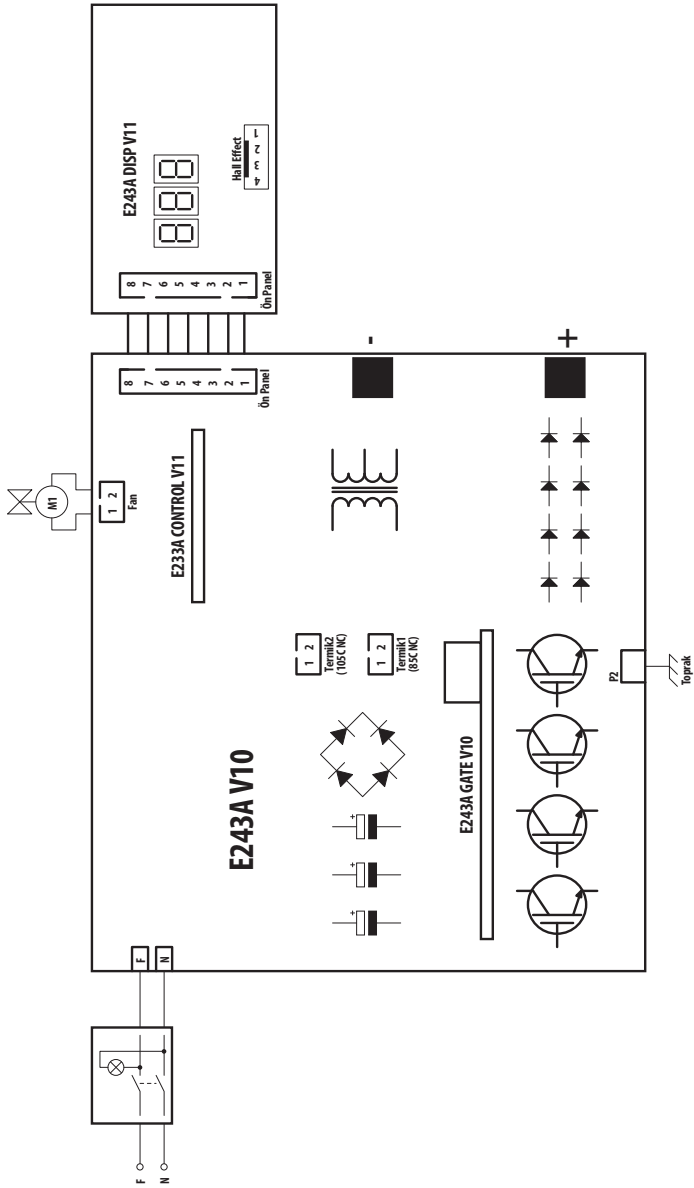 E243A DISP V11
Hall Effect
4 3 2 1
8 7 6 5 4 3 2 1
Ön Panel
8 7 6 5 4 3 2 1
Ön Panel
-
+
M1
1 2
Fan
E233A CONTROL V11
1 2
Termik2
(105C NC)
1 2
Termik1
(85C NC)
E243A V10
+
+
+
E243A GATE V10
P2
Toprak
F
N
F
N